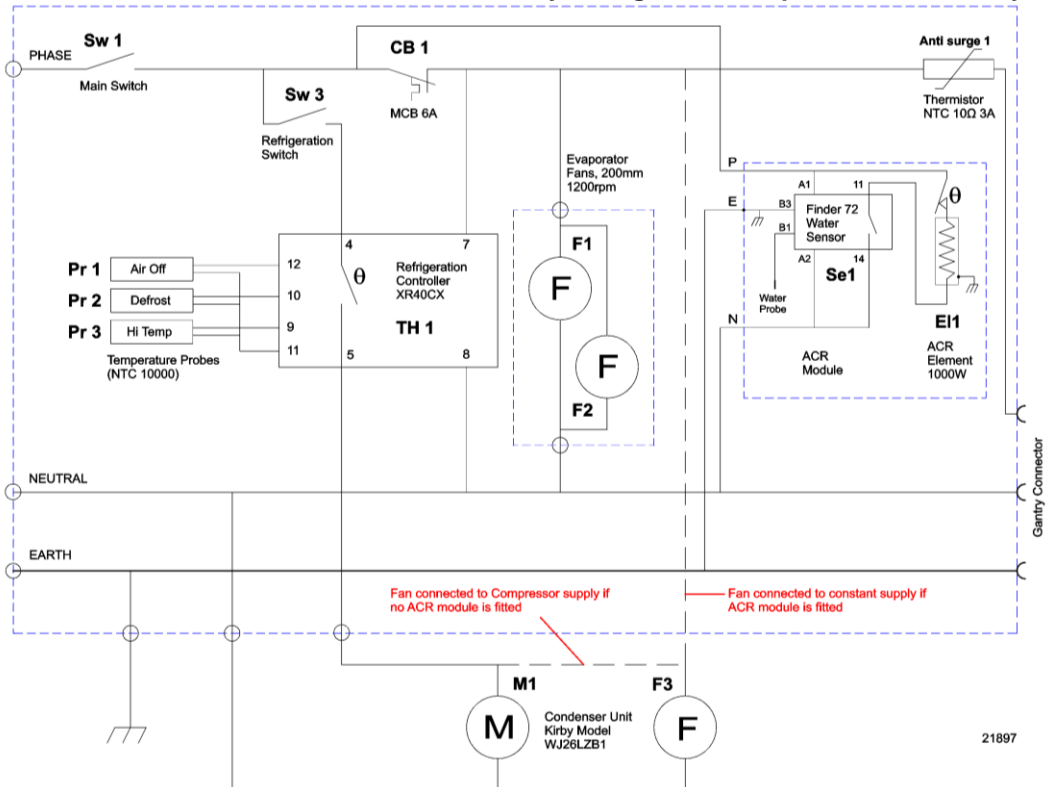 Sw 1
PHASE
Main Switch
CB 1
MCB 6A
Anti surge 1
Thermistor
NTC 10Ω 3A
Sw 3
Refrigeration
Switch
Evaporator
Fans, 200mm
1200rpm
P
E
N
A1
11
B3
B1
A2
14
Finder 72
Water
Sensor
Se1
Water
Probe
θ
El1
ACR
Element
1000W
ACR
Module
Pr 1
Air Off
Pr 2
Defrost
Pr 3
Hi Temp
Temperature Probes
(NTC 10000)
4
7
12
10
9
11
5
8
θ
Refrigeration
Controller
XR40CX
TH 1
F1
F
F
F2
Gantry Connector
NEUTRAL
EARTH
Fan connected to Compressor supply if
no ACR module is fitted
Fan connected to constant supply if
ACR module is fitted
M1
M
Condenser Unit
Kirby Model
WJ26LZB1
F3
F
21897